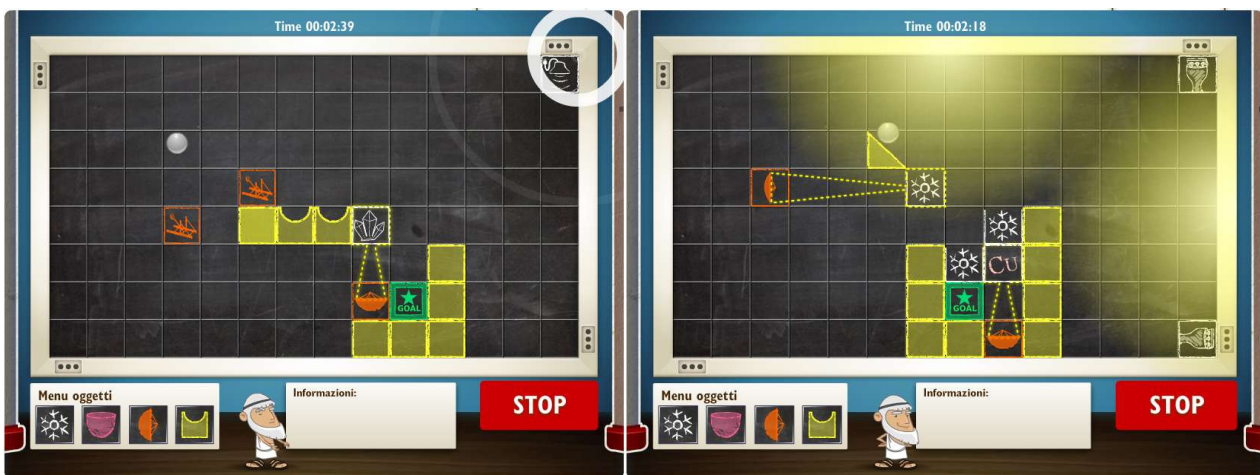 Time 00:02:39
GOAL
Menu oggetti
Informazioni:
STOP
Time 00:02:18
Cu
GOAL
Menu oggetti
Informazioni:
STOP